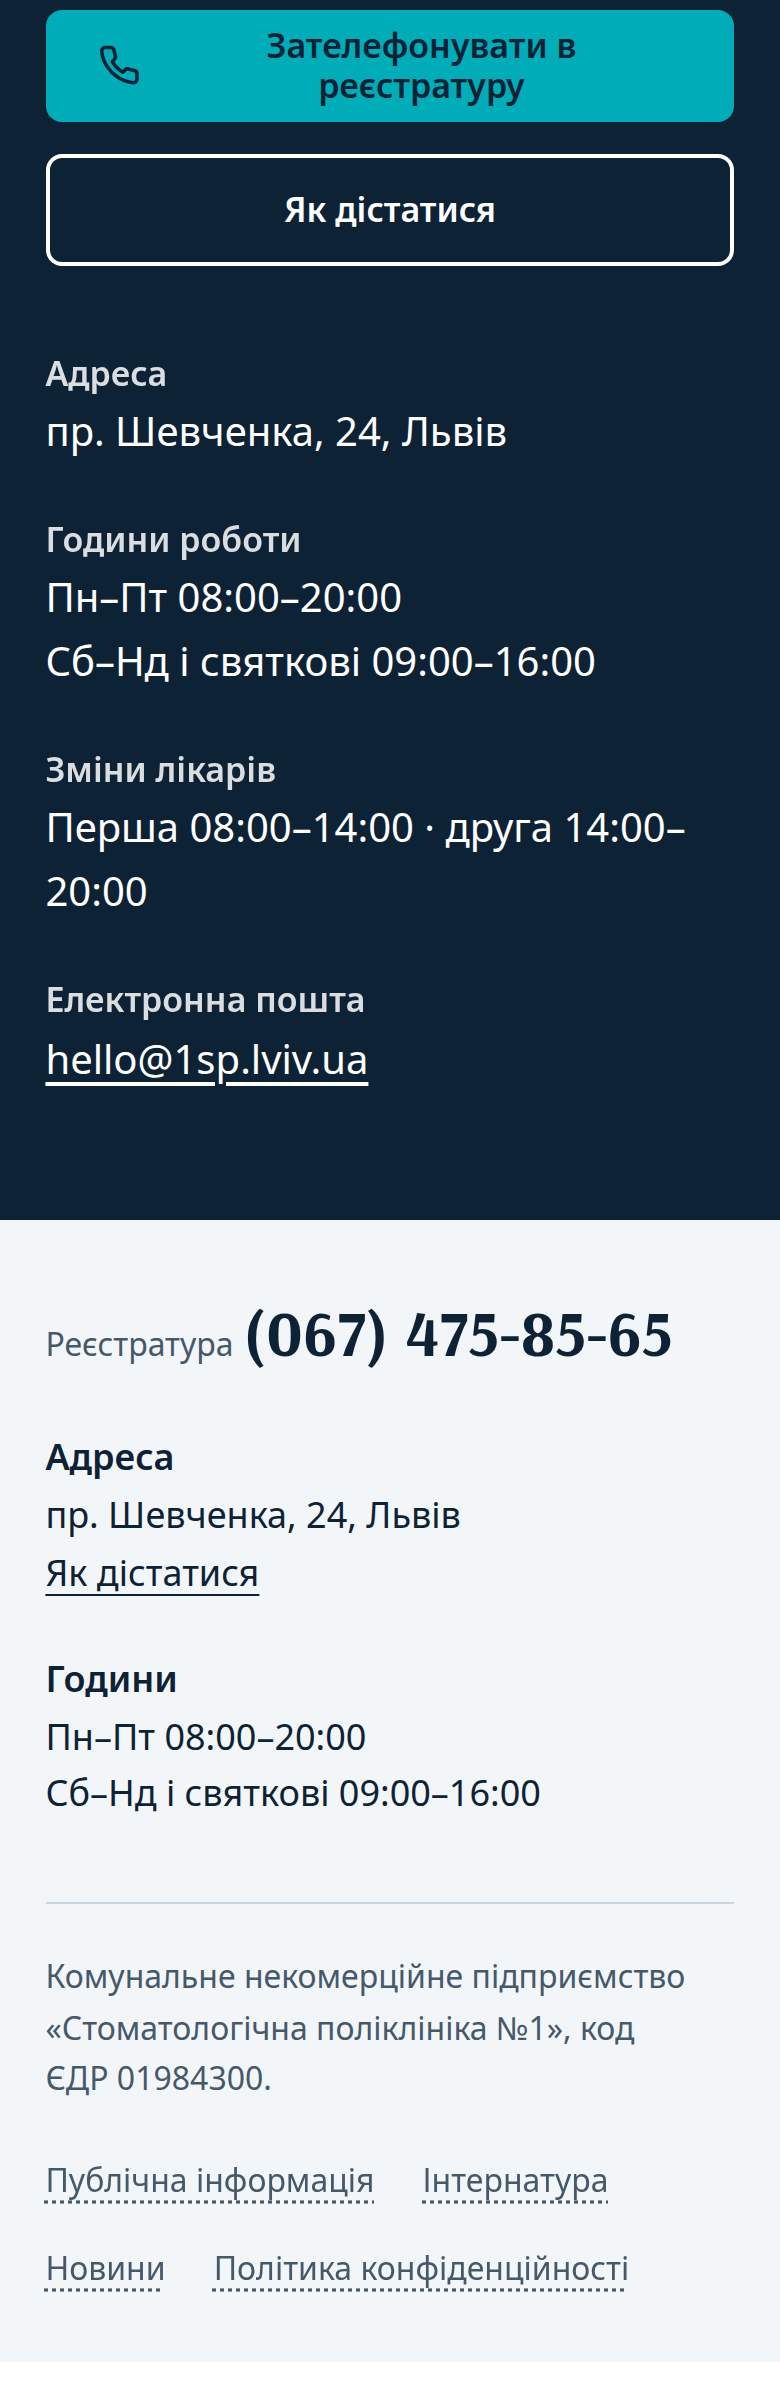 Зателефонувати в
реєстратуру
Як дістатися
Адреса
пр. Шевченка, 24, Львів
Години роботи
Пн–Пт 08:00–20:00
Сб–Нд і святкові 09:00–16:00
Зміни лікарів
Перша 08:00–14:00 · друга 14:00–
20:00
Електронна пошта
hello@1sp.lviv.ua
Реєстратура (067) 475-85-65
Адреса
пр. Шевченка, 24, Львів
Як дістатися
Години
Пн–Пт 08:00–20:00
Сб–Нд і святкові 09:00–16:00
Комунальне некомерційне підприємство
«Стоматологічна поліклініка №1», код
ЄДР 01984300.
Публічна інформація Інтернатура
Новини Політика конфіденційності